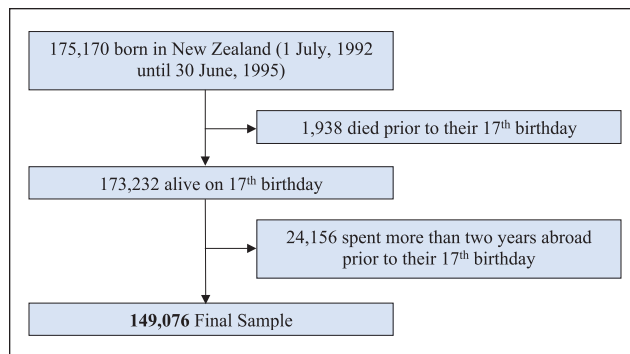 175,170 born in New Zealand (1 July, 1992
until 30 June, 1995)
1,938 died prior to their 17th birthday
173,232 alive on 17th birthday
24,156 spent more than two years abroad
prior to their 17th birthday
149,076 Final Sample